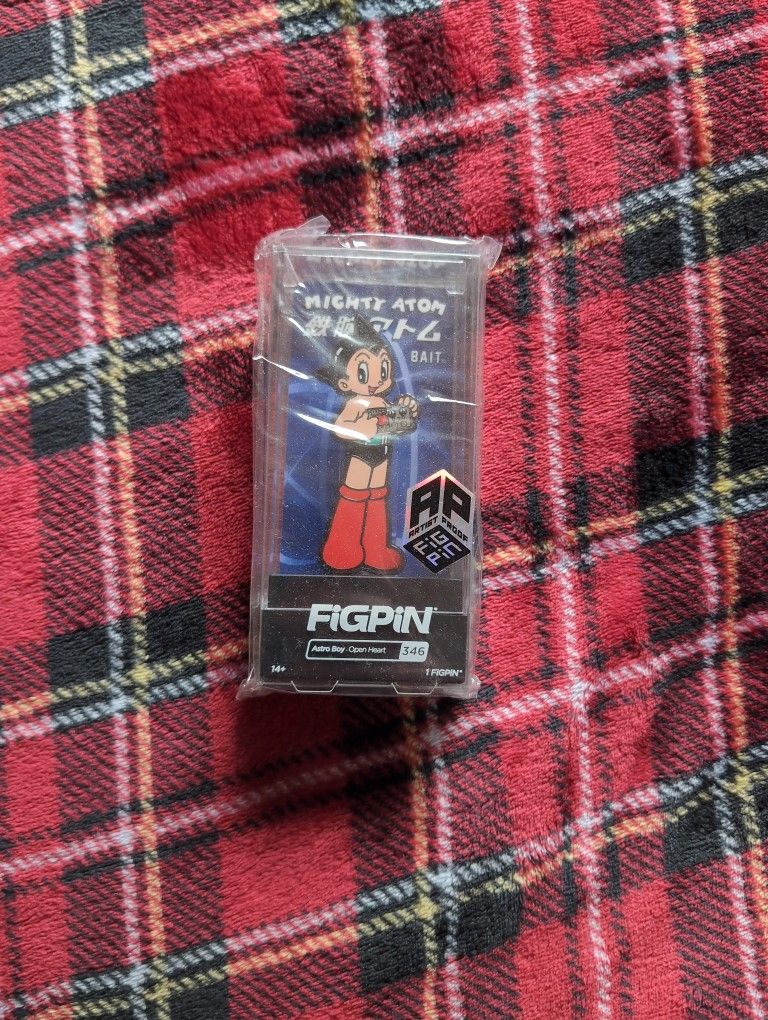 MIGHTY ATOM
鉄腕アトム
BAIT
AP
ARTIST PROOF
FiGPiN
FiGPiN
Astro Boy · Open Heart 346
14+ 1 FiGPiN